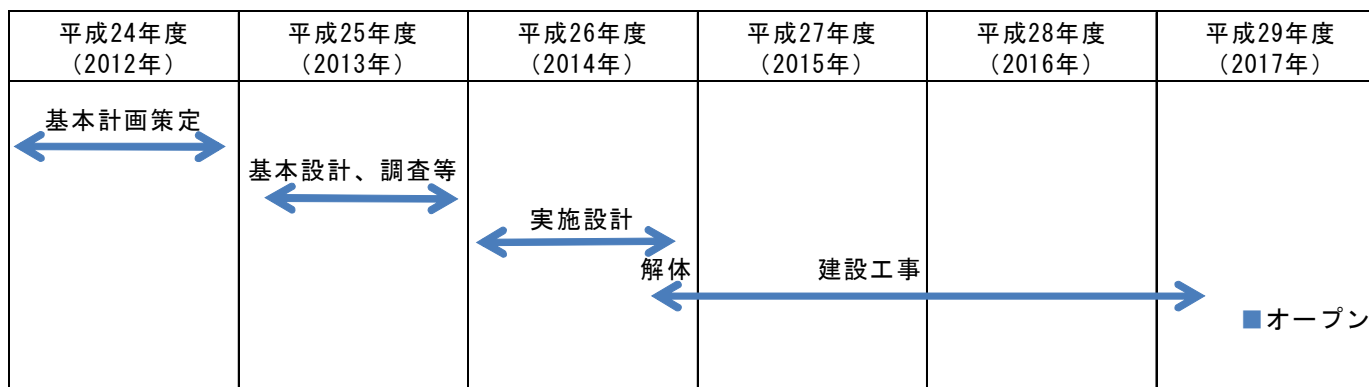 平成24年度
(2012年)
平成25年度
(2013年)
平成26年度
(2014年)
平成27年度
(2015年)
平成28年度
(2016年)
平成29年度
(2017年)
基本計画策定
基本設計、調査等
実施設計
解体
建設工事
■オープン